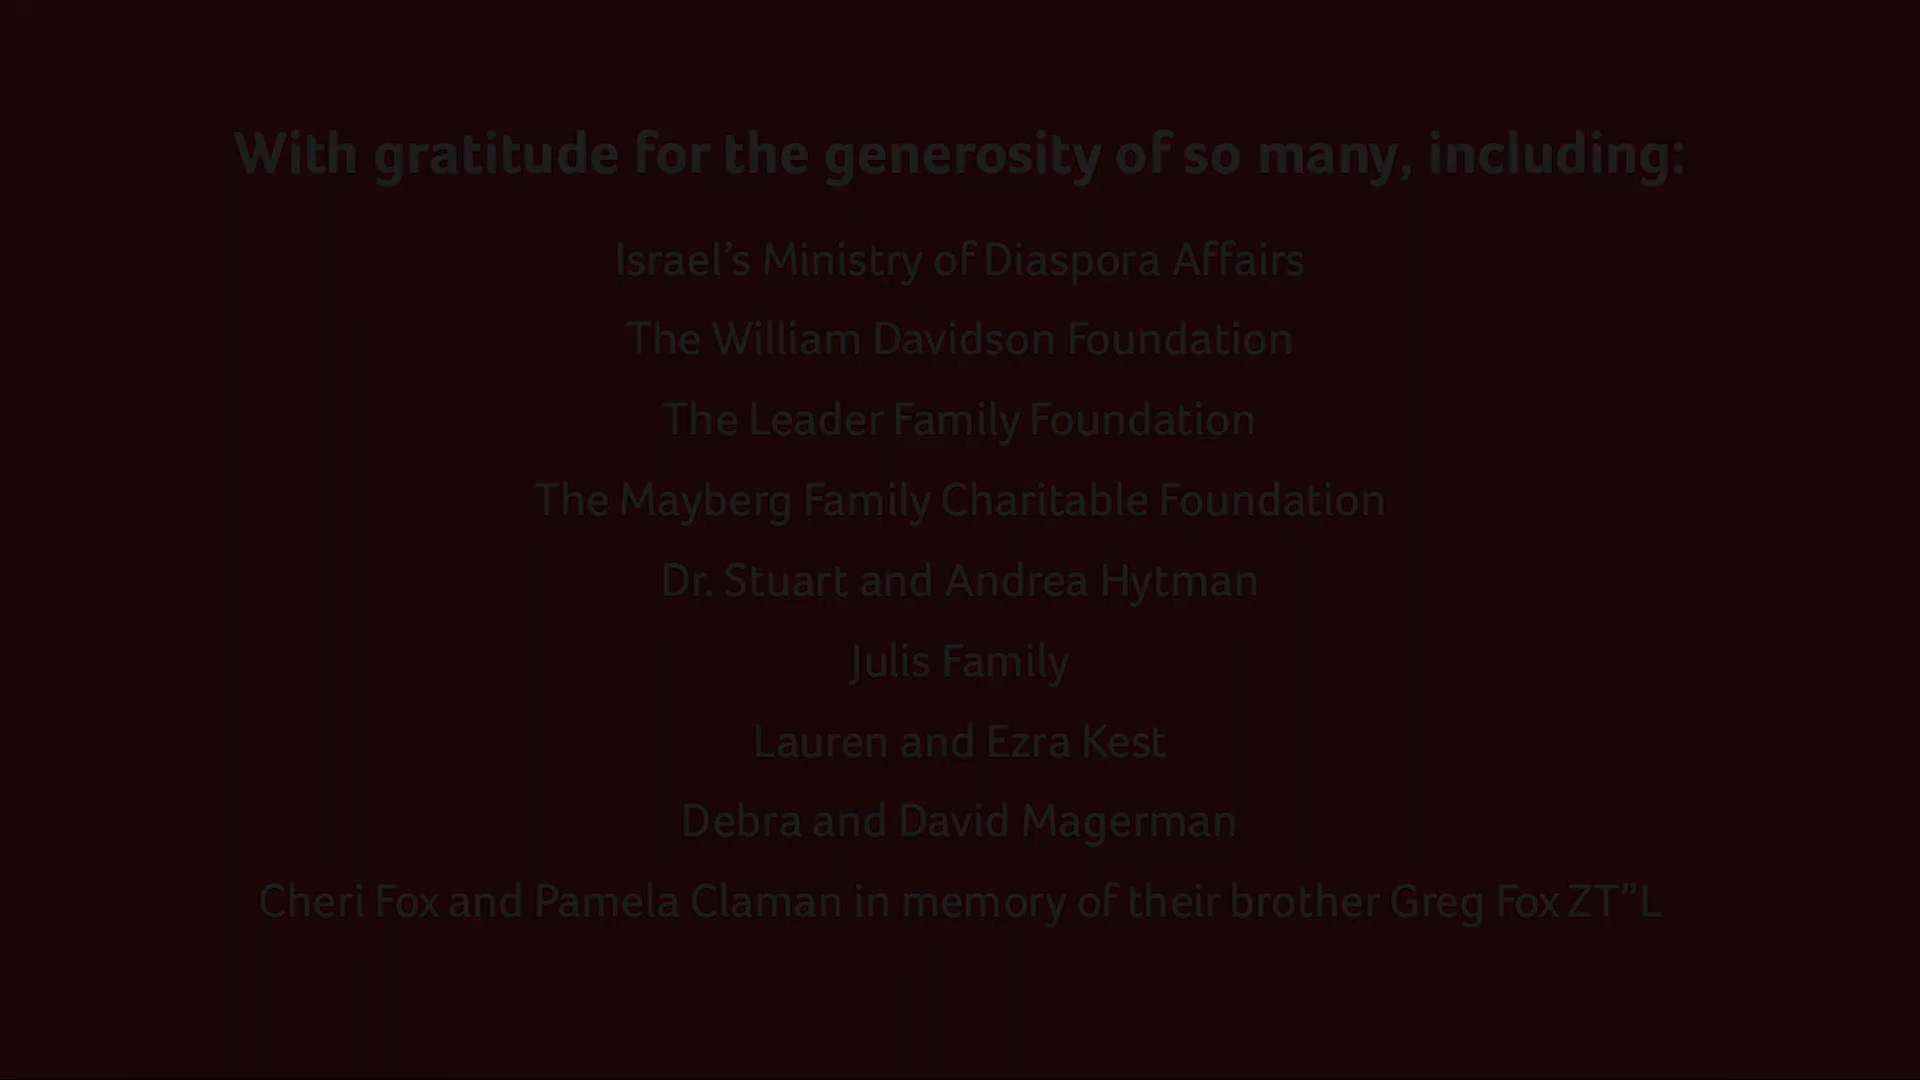 With gratitude for the generosity of so many, including:
Israel’s Ministry of Diaspora Affairs
The William Davidson Foundation
The Leader Family Foundation
The Mayberg Family Charitable Foundation
Dr. Stuart and Andrea Hytman
Julis Family
Lauren and Ezra Kest
Debra and David Magerman
Cheri Fox and Pamela Claman in memory of their brother Greg Fox ZT”L